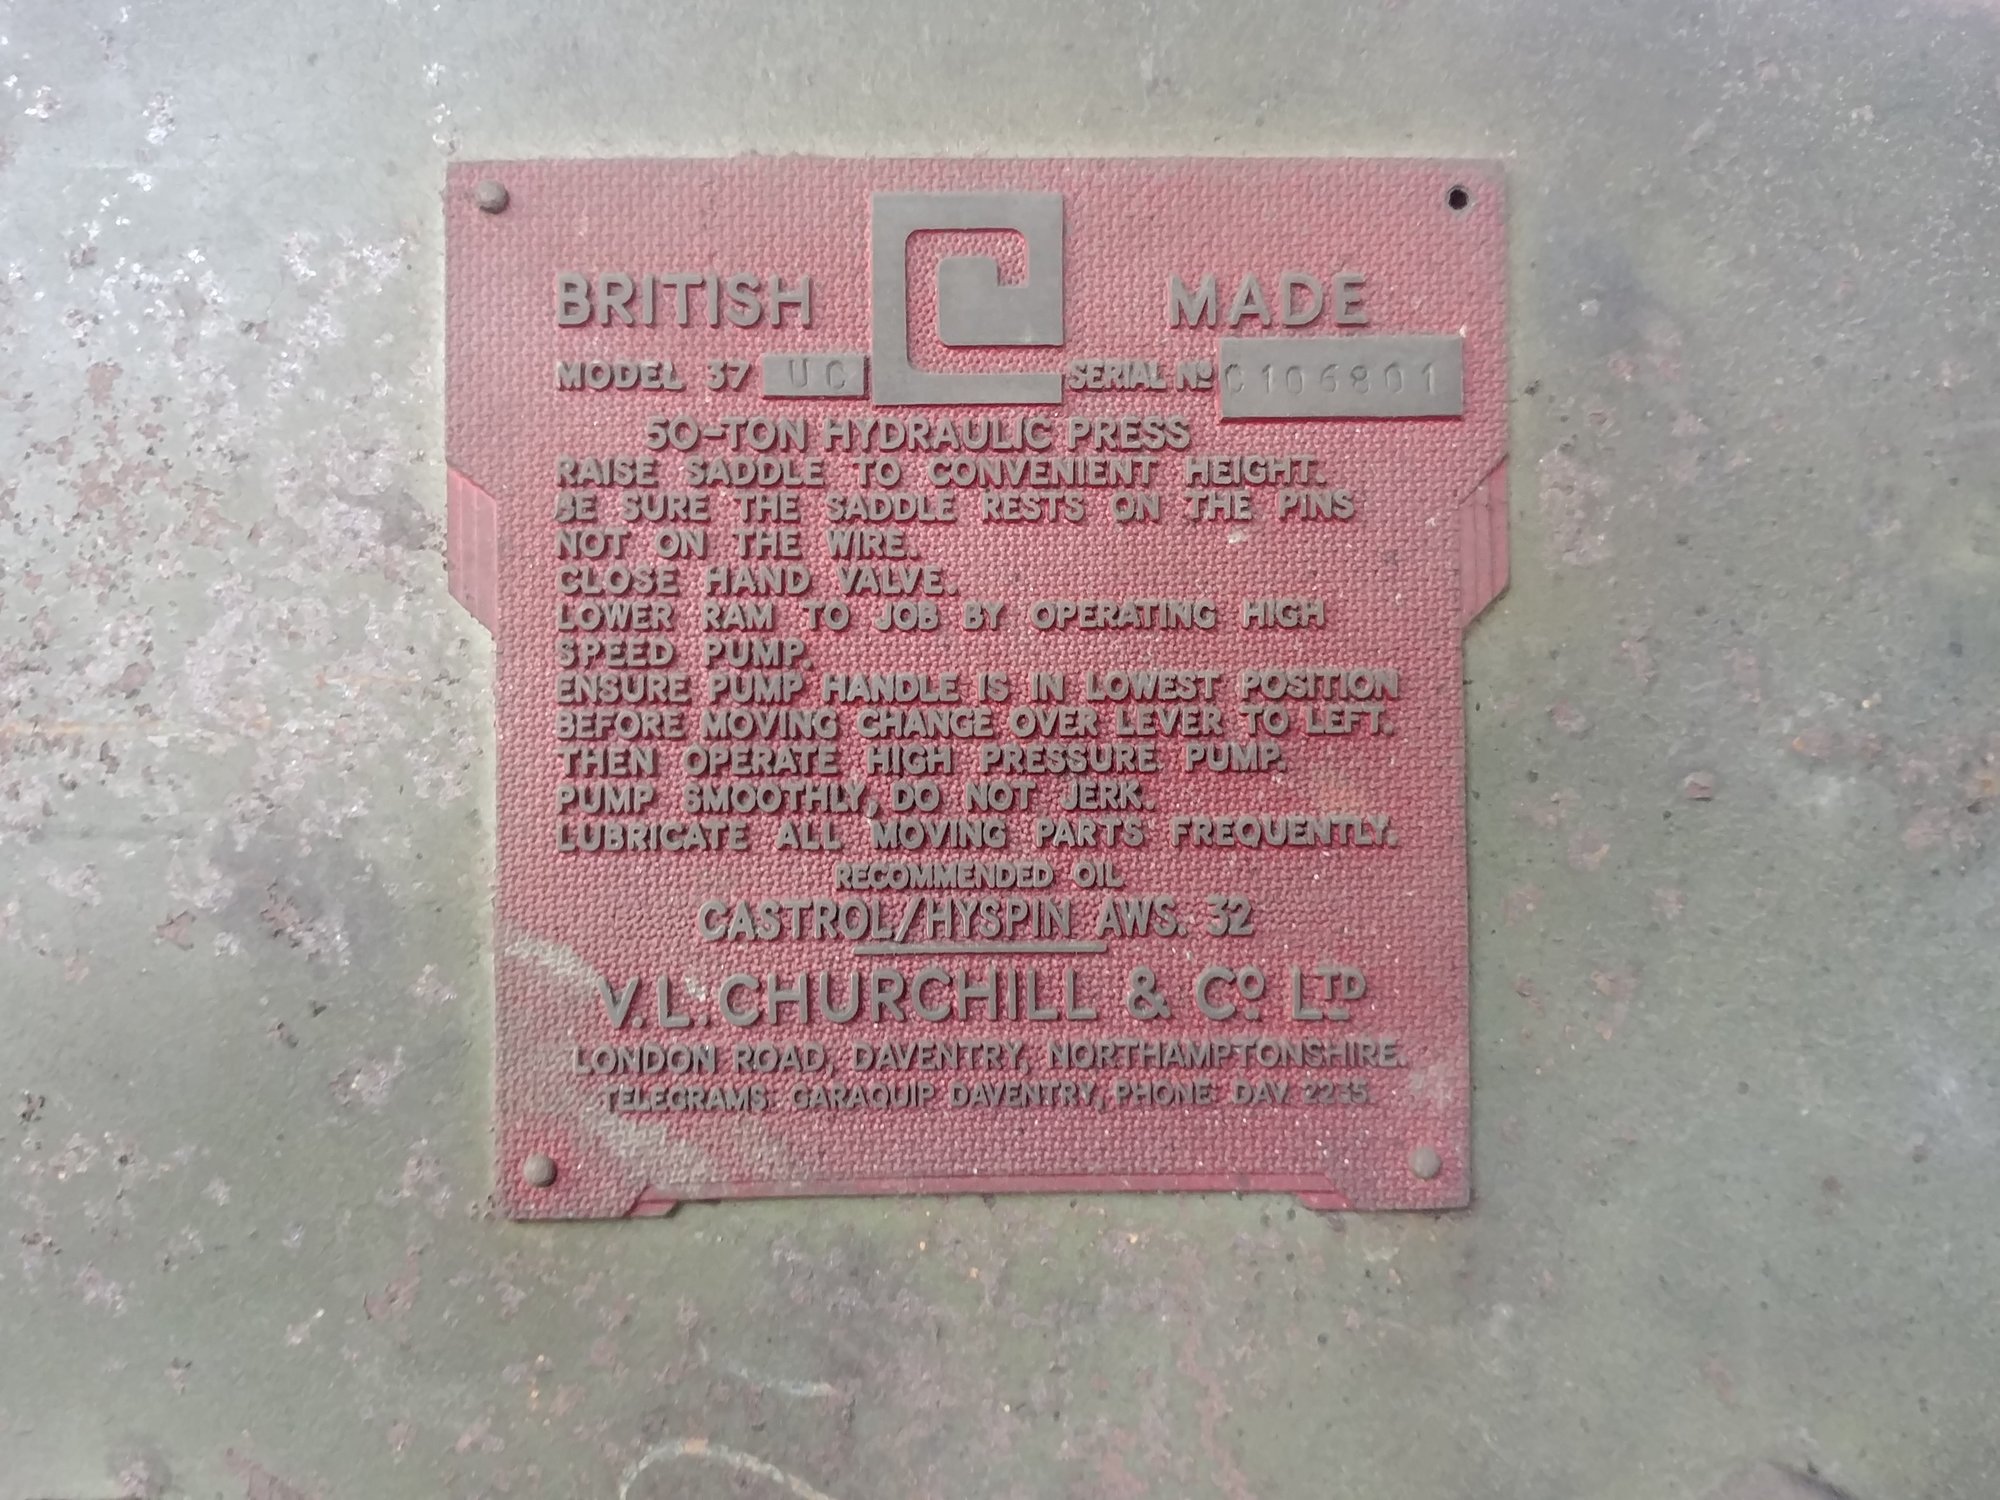 BRITISH MADE
MODEL 37 UC SERIAL Nº C106801
50-TON HYDRAULIC PRESS
RAISE SADDLE TO CONVENIENT HEIGHT.
BE SURE THE SADDLE RESTS ON THE PINS
NOT ON THE WIRE.
CLOSE HAND VALVE.
LOWER RAM TO JOB BY OPERATING HIGH
SPEED PUMP.
ENSURE PUMP HANDLE IS IN LOWEST POSITION
BEFORE MOVING CHANGE OVER LEVER TO LEFT.
THEN OPERATE HIGH PRESSURE PUMP.
PUMP SMOOTHLY, DO NOT JERK.
LUBRICATE ALL MOVING PARTS FREQUENTLY.
RECOMMENDED OIL
CASTROL/HYSPIN AWS. 32
V.L. CHURCHILL & Cº LTD
LONDON ROAD, DAVENTRY, NORTHAMPTONSHIRE.
TELEGRAMS: GARAQUIP DAVENTRY, PHONE DAV. 2235.